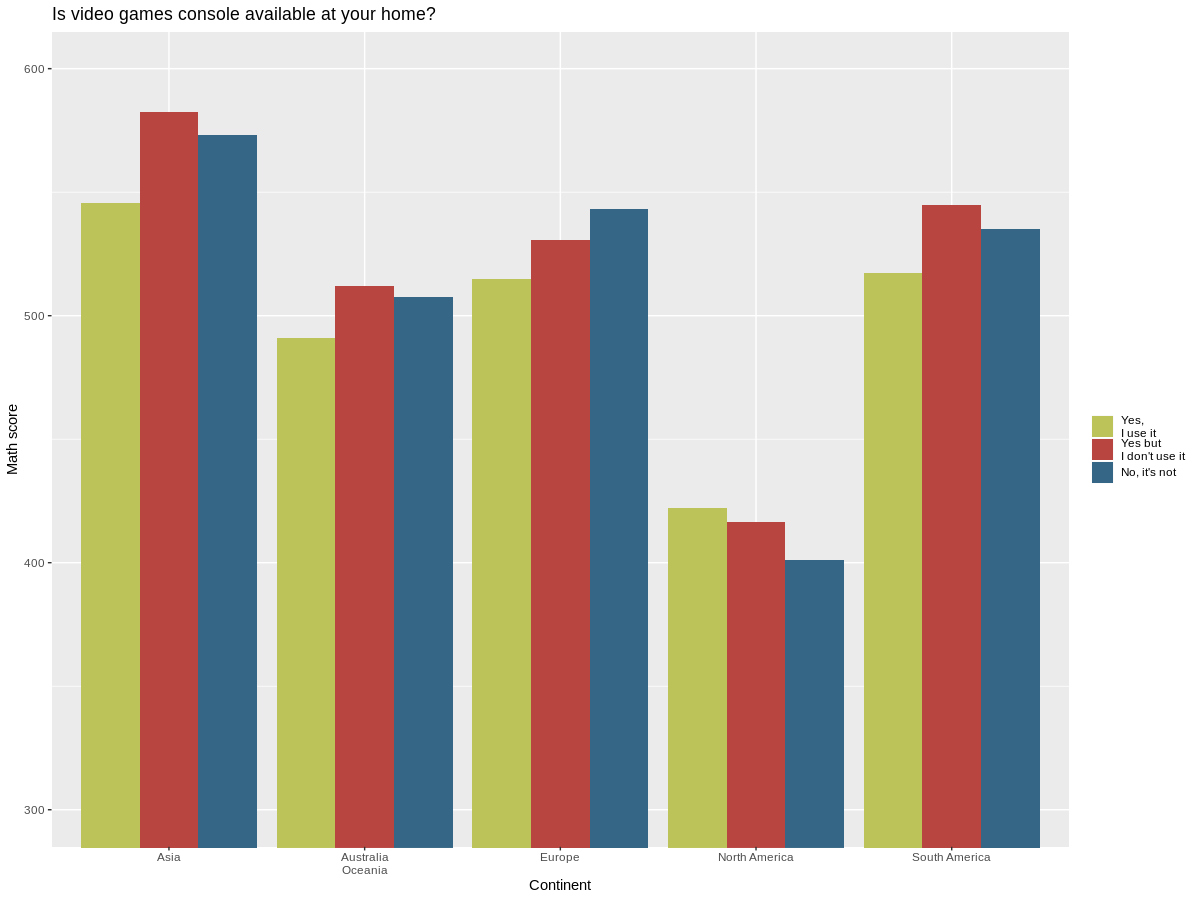 Is video games console available at your home?
600
500
400
300
Math score
Asia
Australia
Oceania
Europe
North America
South America
Continent
Yes,
I use it
Yes but
I don't use it
No, it's not